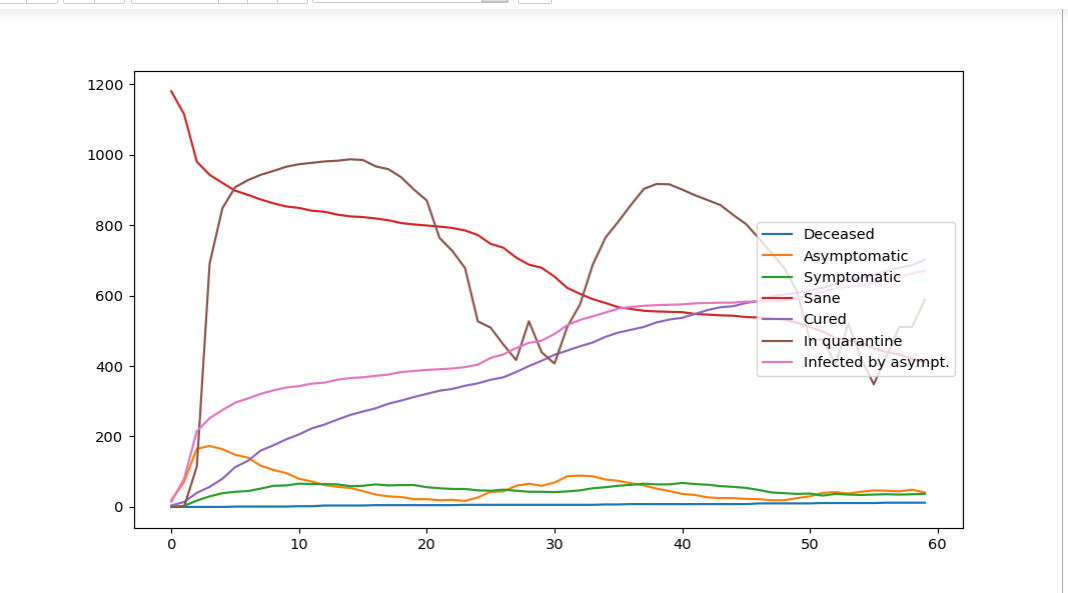 1200
1000
800
600
400
200
0
0 10 20 30 40 50 60
Deceased
Asymptomatic
Symptomatic
Sane
Cured
In quarantine
Infected by asympt.